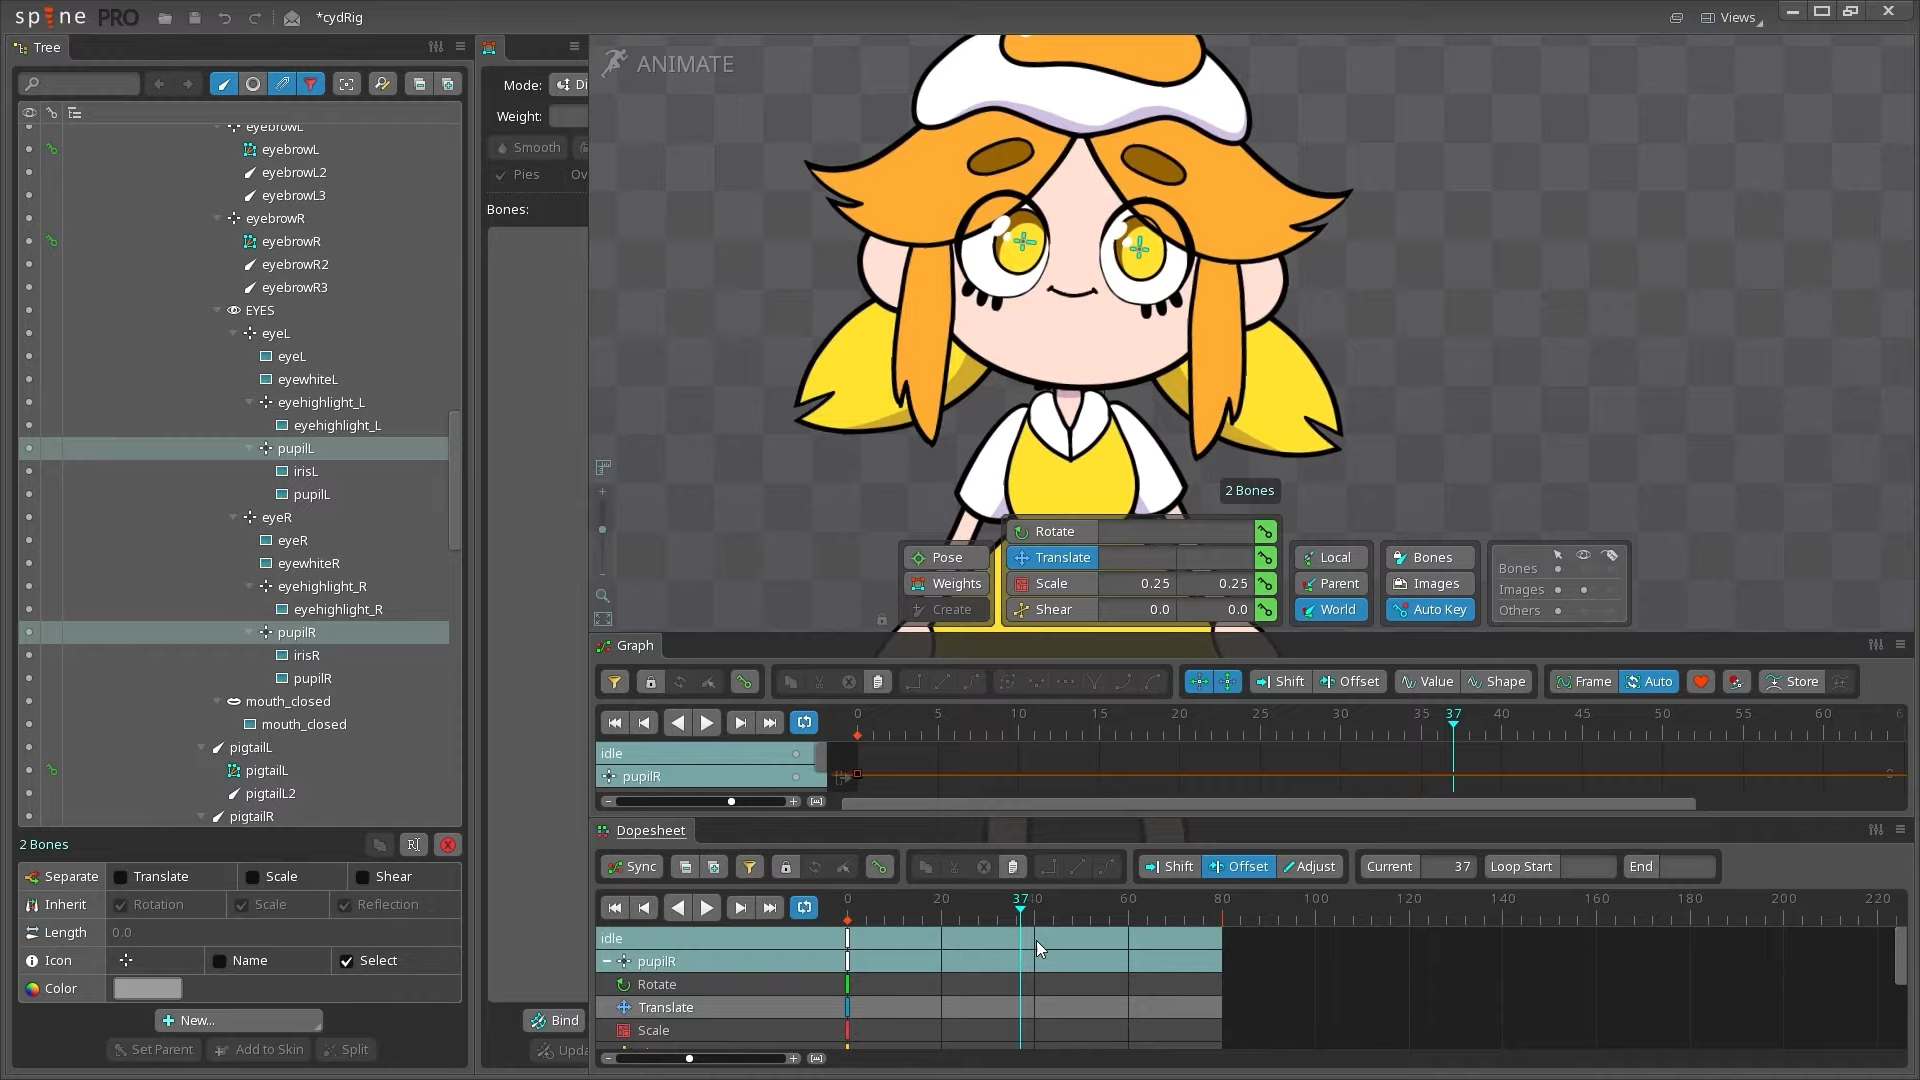 spine PRO
*cydRig
Views
Tree
ANIMATE
Mode:
Di
Weight:
Smooth
Pies
Ov
Bones:
eyebrowL
eyebrowL
eyebrowL2
eyebrowL3
eyebrowR
eyebrowR
eyebrowR2
eyebrowR3
EYES
eyeL
eyeL
eyewhiteL
eyehighlight_L
eyehighlight_L
pupilL
irisL
pupilL
eyeR
eyeR
eyewhiteR
eyehighlight_R
eyehighlight_R
pupilR
irisR
pupilR
mouth_closed
mouth_closed
pigtailL
pigtailL
pigtailL2
pigtailR
2 Bones
Separate Translate Scale Shear
Inherit Rotation Scale Reflection
Length 0.0
Icon Name Select
Color
New...
Set Parent Add to Skin Split
Bind
Upda
2 Bones
Rotate
Pose Translate Local Bones
Weights Scale 0.25 0.25 Parent Images
Create Shear 0.0 0.0 World Auto Key
Bones
Images
Others
Graph
Shift Offset Value Shape Frame Auto Store
0 5 10 15 20 25 30 35 37 40 45 50 55 60 6
idle
pupilR
Dopesheet
Sync Shift Offset Adjust Current 37 Loop Start End
0 20 37 40 60 80 100 120 140 160 180 200 220
idle
pupilR
Rotate
Translate
Scale